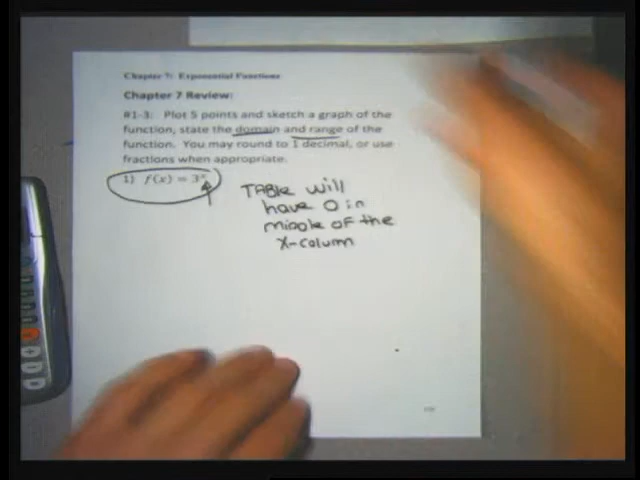 Chapter 7: Exponential Functions
Chapter 7 Review:
#1-3: Plot 5 points and sketch a graph of the
function, state the domain and range of the
function. You may round to 1 decimal, or use
fractions when appropriate.
1) f(x) = 3ˣ
TABLE will
have 0 in
middle OF the
X-column